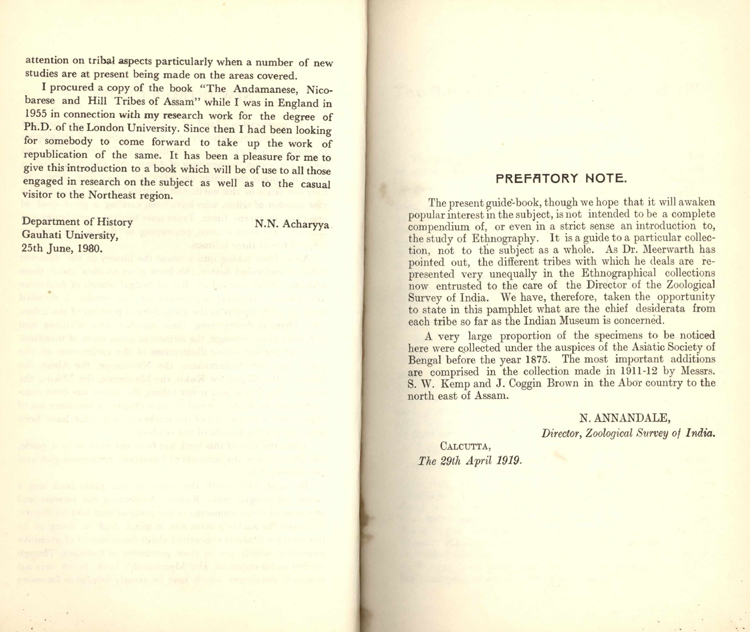 attention on tribal aspects particularly when a number of new
studies are at present being made on the areas covered.
I procured a copy of the book "The Andamanese, Nico-
barese and Hill Tribes of Assam" while I was in England in
1955 in connection with my research work for the degree of
Ph.D. of the London University. Since then I had been looking
for somebody to come forward to take up the work of
republication of the same. It has been a pleasure for me to
give this introduction to a book which will be of use to all those
engaged in research on the subject as well as to the casual
visitor to the Northeast region.
Department of History N.N. Acharyya
Gauhati University,
25th June, 1980.
PREFATORY NOTE.
The present guide-book, though we hope that it will awaken
popular interest in the subject, is not intended to be a complete
compendium of, or even in a strict sense an introduction to,
the study of Ethnography. It is a guide to a particular collec-
tion, not to the subject as a whole. As Dr. Meerwarth has
pointed out, the different tribes with which he deals are re-
presented very unequally in the Ethnographical collections
now entrusted to the care of the Director of the Zoological
Survey of India. We have, therefore, taken the opportunity
to state in this pamphlet what are the chief desiderata from
each tribe so far as the Indian Museum is concerned.
A very large proportion of the specimens to be noticed
here were collected under the auspices of the Asiatic Society of
Bengal before the year 1875. The most important additions
are comprised in the collection made in 1911-12 by Messrs.
S. W. Kemp and J. Coggin Brown in the Abor country to the
north east of Assam.
N. ANNANDALE,
Director, Zoological Survey of India.
CALCUTTA,
The 29th April 1919.